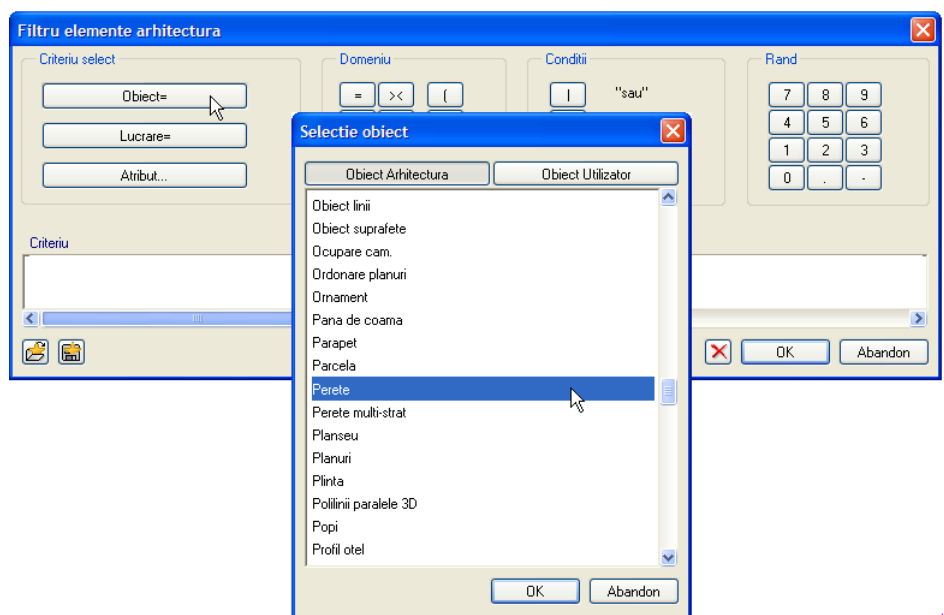 Filtru elemente arhitectura
Criteriu select
Domeniu
Conditii
Rand
Obiect=
= >< (
| "sau"
7 8 9
Lucrare=
4 5 6
1 2 3
Atribut...
0 . -
Criteriu
OK Abandon
Selectie obiect
Obiect Arhitectura Obiect Utilizator
Obiect linii
Obiect suprafete
Ocupare cam.
Ordonare planuri
Ornament
Pana de coama
Parapet
Parcela
Perete
Perete multi-strat
Planseu
Planuri
Plinta
Polilinii paralele 3D
Popi
Profil otel
OK Abandon